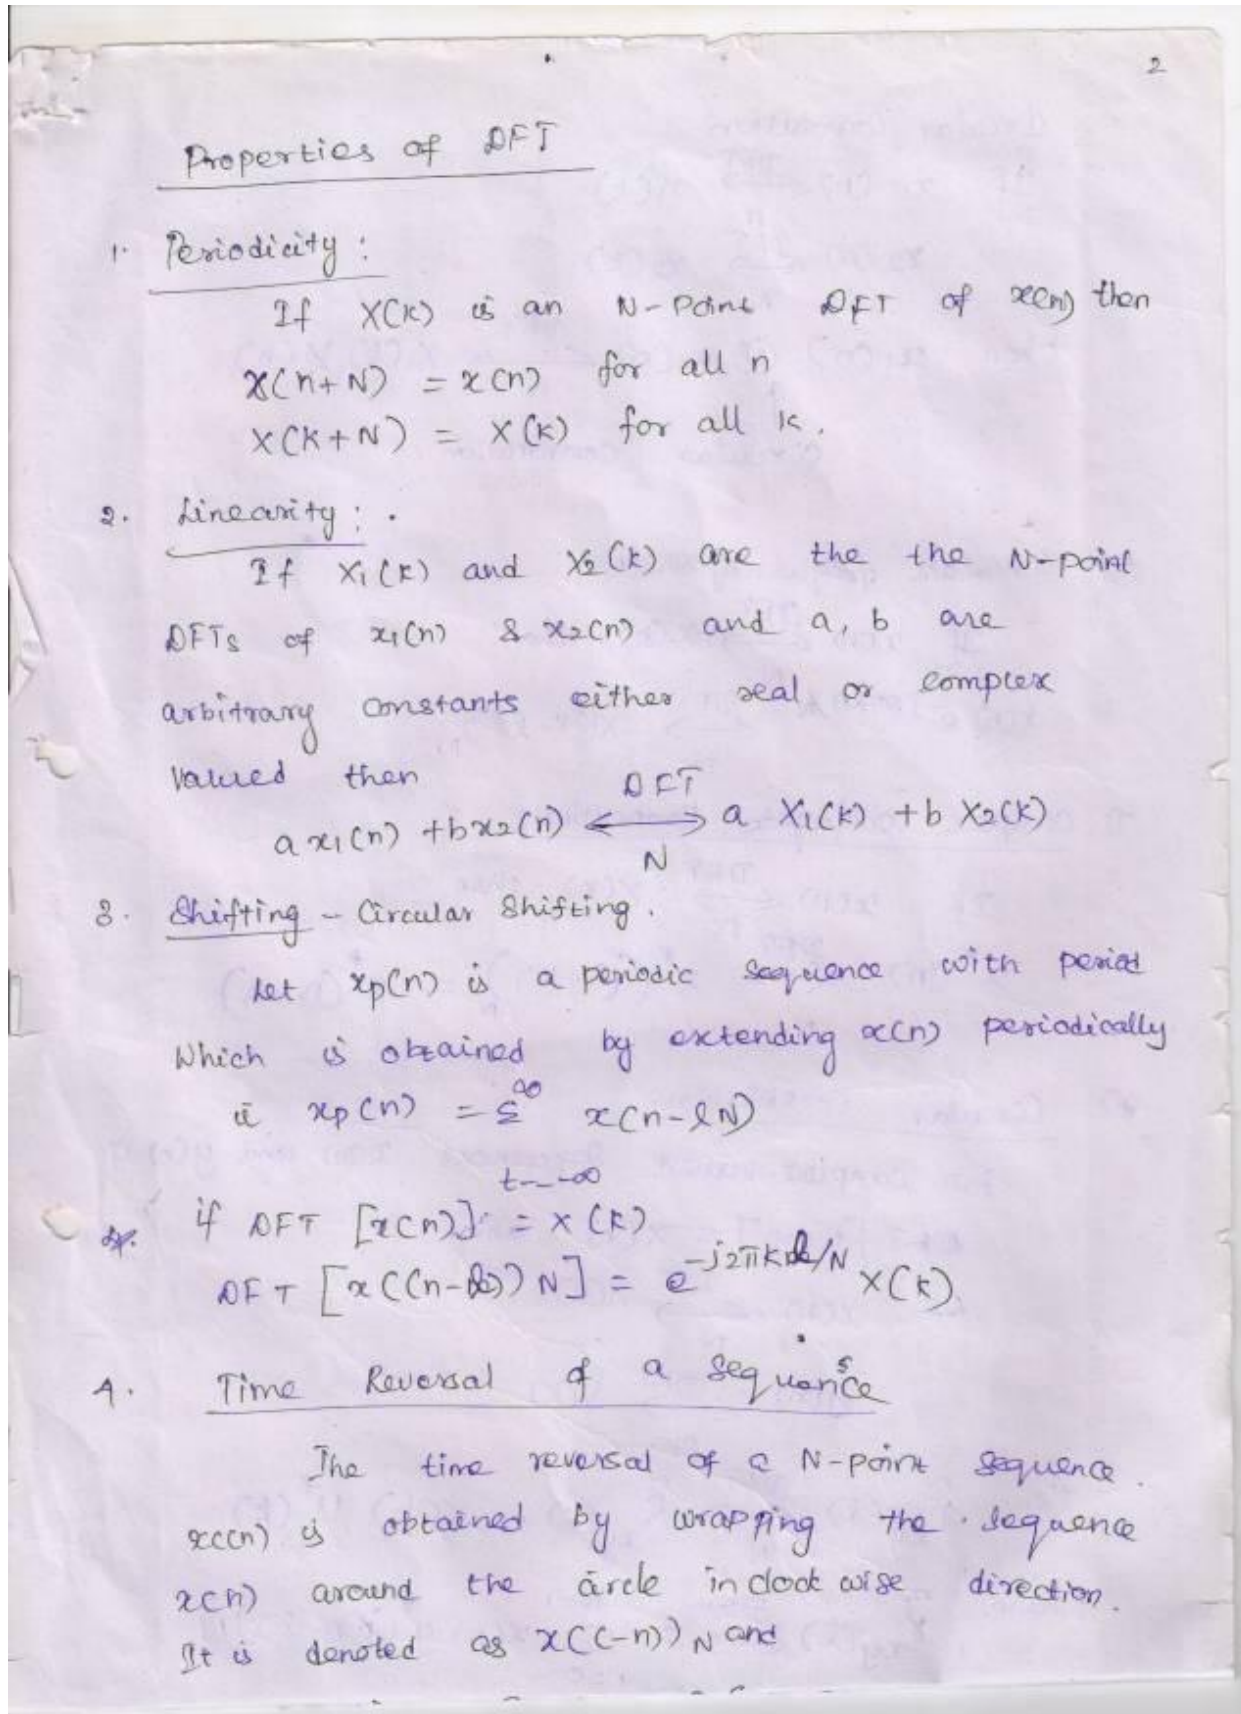 2
Properties of DFT
1. Periodicity :
If X(K) is an N-Point DFT of x(n) then
x(n+N) = x(n) for all n
X(K+N) = X(K) for all k.
2. Linearity : .
If X1(K) and X2(K) are the the N-point
DFTs of x1(n) & x2(n) and a, b are
arbitrary constants either real or complex
valued then
DFT
a x1(n) + b x2(n) <-> a X1(K) + b X2(K)
N
3. Shifting - Circular Shifting.
Let xp(n) is a periodic sequence with period
Which is obtained by extending x(n) periodically
∞
ie xp(n) = Σ x(n-lN)
t--∞
if DFT [x(n)] = X(K)
DFT [x((n-l))N] = e^-j2πkl/N X(K)
4. Time Reversal of a Sequence
The time reversal of a N-point sequence.
x(n) is obtained by wrapping the sequence
x(n) around the circle in clock wise direction.
It is denoted as x((-n))N and